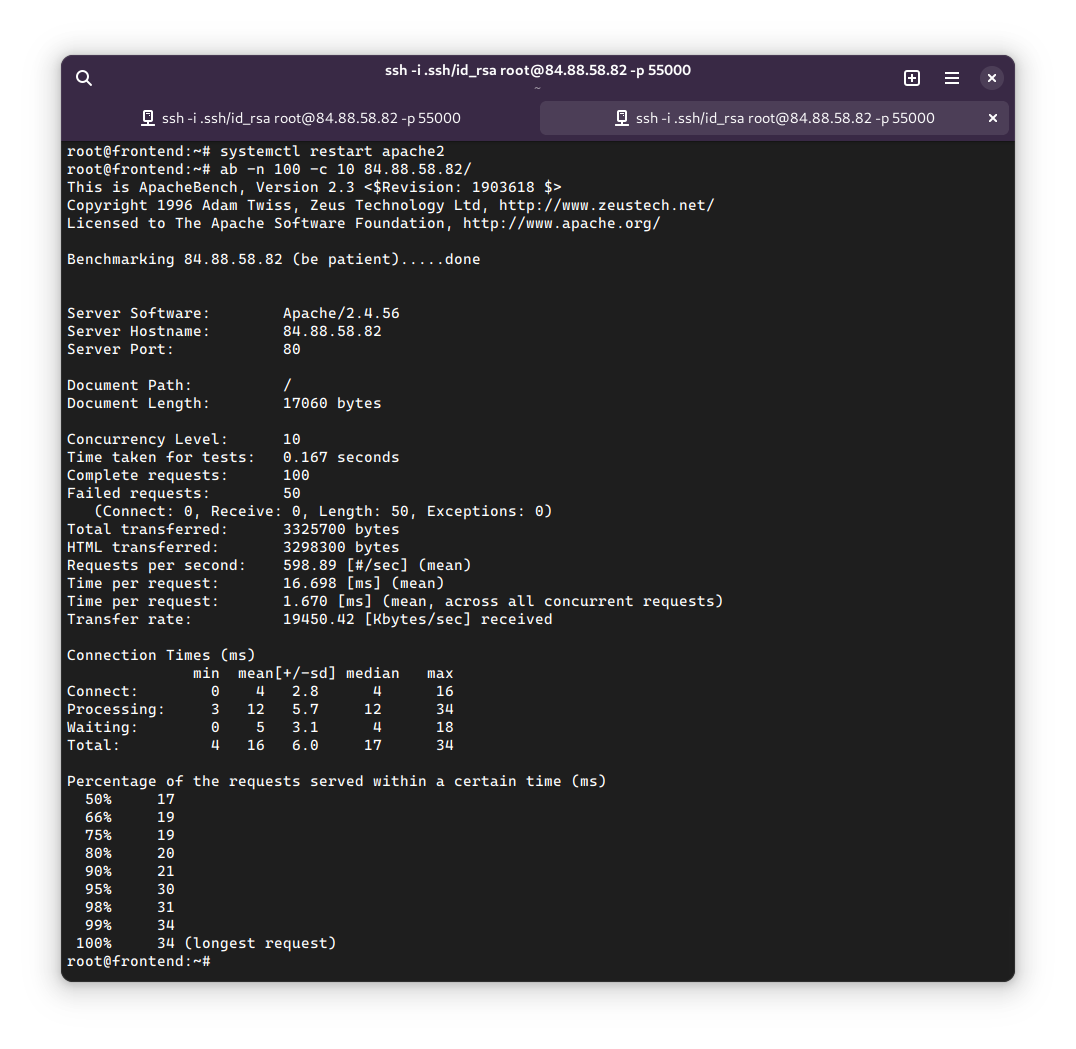 ssh -i .ssh/id_rsa root@84.88.58.82 -p 55000
~
ssh -i .ssh/id_rsa root@84.88.58.82 -p 55000
ssh -i .ssh/id_rsa root@84.88.58.82 -p 55000
root@frontend:~# systemctl restart apache2
root@frontend:~# ab -n 100 -c 10 84.88.58.82/
This is ApacheBench, Version 2.3 <$Revision: 1903618 $>
Copyright 1996 Adam Twiss, Zeus Technology Ltd, http://www.zeustech.net/
Licensed to The Apache Software Foundation, http://www.apache.org/

Benchmarking 84.88.58.82 (be patient).....done


Server Software:        Apache/2.4.56
Server Hostname:        84.88.58.82
Server Port:            80

Document Path:          /
Document Length:        17060 bytes

Concurrency Level:      10
Time taken for tests:   0.167 seconds
Complete requests:      100
Failed requests:        50
   (Connect: 0, Receive: 0, Length: 50, Exceptions: 0)
Total transferred:      3325700 bytes
HTML transferred:       3298300 bytes
Requests per second:    598.89 [#/sec] (mean)
Time per request:       16.698 [ms] (mean)
Time per request:       1.670 [ms] (mean, across all concurrent requests)
Transfer rate:          19450.42 [Kbytes/sec] received

Connection Times (ms)
              min  mean[+/-sd] median   max
Connect:        0    4   2.8      4      16
Processing:     3   12   5.7     12      34
Waiting:        0    5   3.1      4      18
Total:          4   16   6.0     17      34

Percentage of the requests served within a certain time (ms)
  50%     17
  66%     19
  75%     19
  80%     20
  90%     21
  95%     30
  98%     31
  99%     34
 100%     34 (longest request)
root@frontend:~#